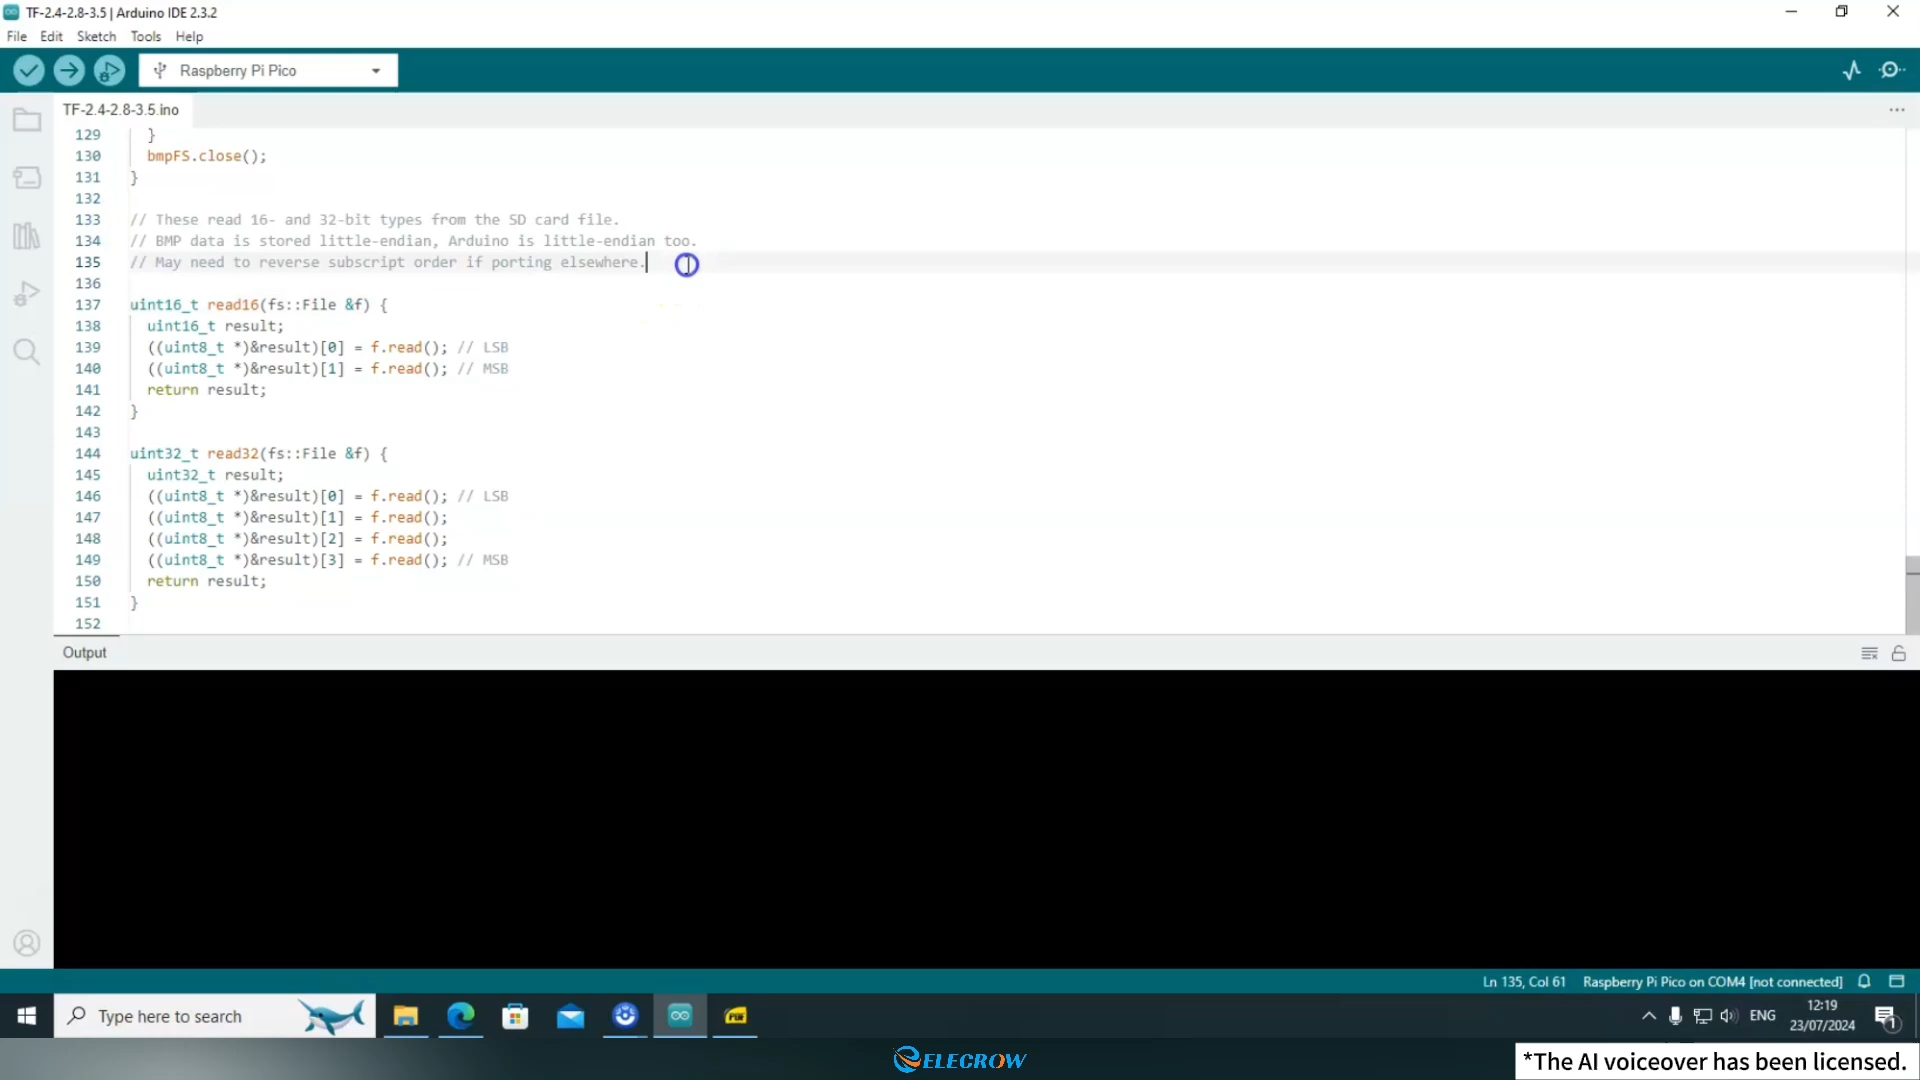 TF-2.4-2.8-3.5 | Arduino IDE 2.3.2
File Edit Sketch Tools Help
Raspberry Pi Pico
TF-2.4-2.8-3.5.ino
129 }
130 bmpFS.close();
131 }
132
133 // These read 16- and 32-bit types from the SD card file.
134 // BMP data is stored little-endian, Arduino is little-endian too.
135 // May need to reverse subscript order if porting elsewhere.
136
137 uint16_t read16(fs::File &f) {
138 uint16_t result;
139 ((uint8_t *)&result)[0] = f.read(); // LSB
140 ((uint8_t *)&result)[1] = f.read(); // MSB
141 return result;
142 }
143
144 uint32_t read32(fs::File &f) {
145 uint32_t result;
146 ((uint8_t *)&result)[0] = f.read(); // LSB
147 ((uint8_t *)&result)[1] = f.read();
148 ((uint8_t *)&result)[2] = f.read();
149 ((uint8_t *)&result)[3] = f.read(); // MSB
150 return result;
151 }
152
Output
Ln 135, Col 61 Raspberry Pi Pico on COM4 [not connected]
Type here to search
ENG
12:19
23/07/2024
1
ELECROW
*The AI voiceover has been licensed.